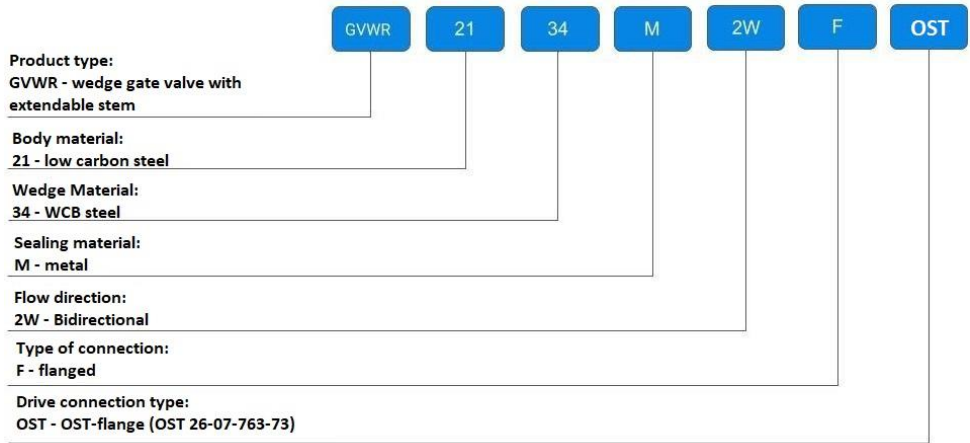 GVWR 21 34 M 2W F OST
Product type:
GVWR - wedge gate valve with
extendable stem
Body material:
21 - low carbon steel
Wedge Material:
34 - WCB steel
Sealing material:
M - metal
Flow direction:
2W - Bidirectional
Type of connection:
F - flanged
Drive connection type:
OST - OST-flange (OST 26-07-763-73)